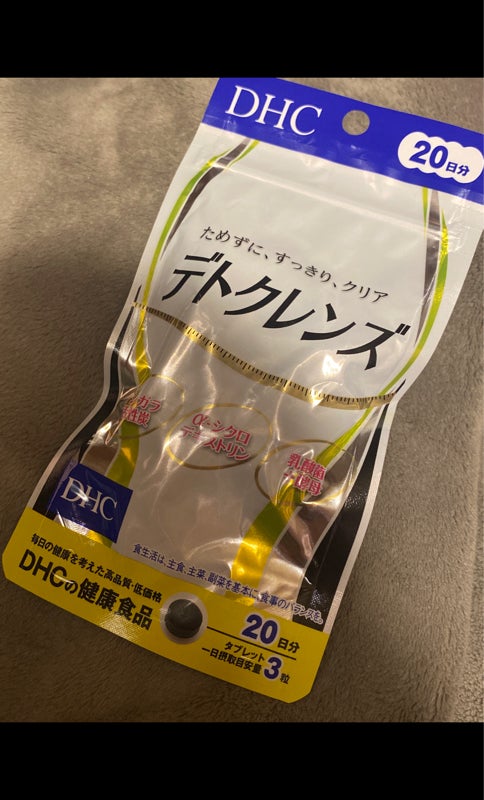 DHC
20日分
ためずに、すっきり、クリア
デトクレンズ
α-シクロ
デキストリン
乳酸菌
DHC
食生活は、主食、主菜、副菜を基本に、食事のバランスを。
毎日の健康を考えた高品質・低価格
DHCの健康食品
20日分
タブレット
一日摂取目安量3粒